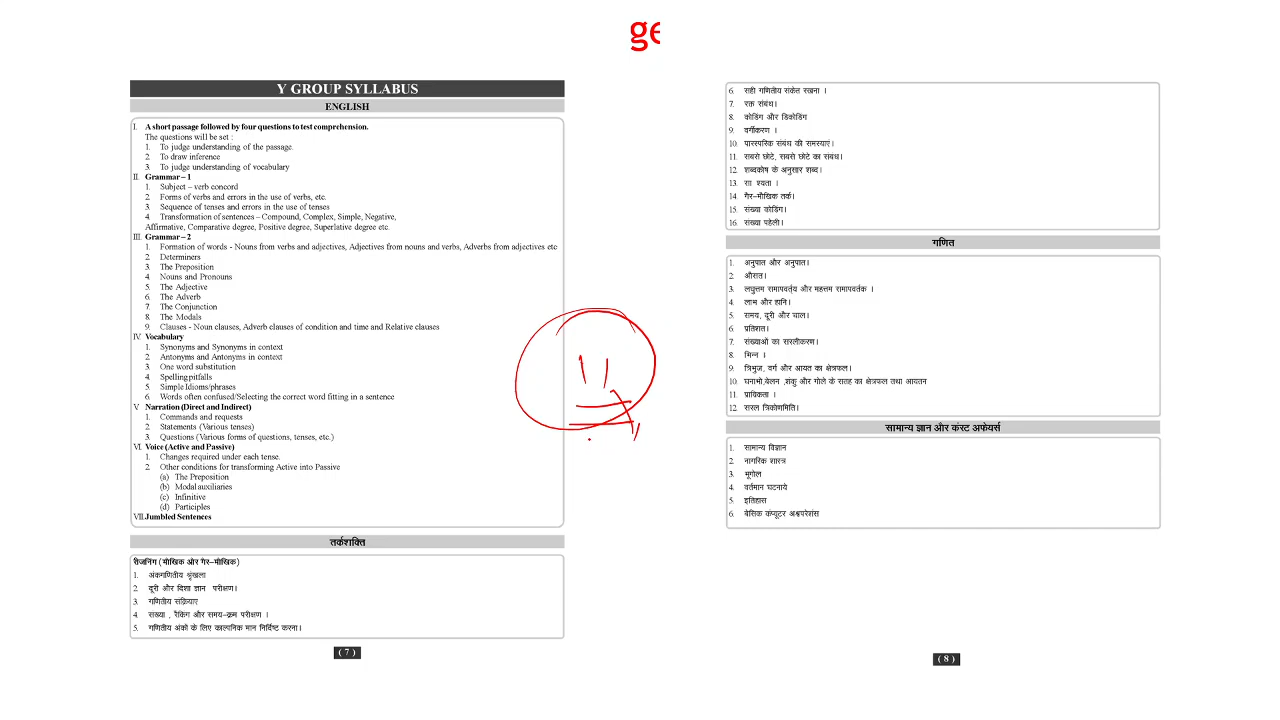 ge
Y GROUP SYLLABUS
ENGLISH
I. A short passage followed by four questions to test comprehension.
The questions will be set :
1. To judge understanding of the passage.
2. To draw inference
3. To judge understanding of vocabulary
II. Grammar – 1
1. Subject – verb concord
2. Forms of verbs and errors in the use of verbs, etc.
3. Sequence of tenses and errors in the use of tenses
4. Transformation of sentences – Compound, Complex, Simple, Negative,
Affirmative, Comparative degree, Positive degree, Superlative degree etc.
III. Grammar – 2
1. Formation of words - Nouns from verbs and adjectives, Adjectives from nouns and verbs, Adverbs from adjectives etc
2. Determiners
3. The Preposition
4. Nouns and Pronouns
5. The Adjective
6. The Adverb
7. The Conjunction
8. The Modals
9. Clauses - Noun clauses, Adverb clauses of condition and time and Relative clauses
IV. Vocabulary
1. Synonyms and Synonyms in context
2. Antonyms and Antonyms in context
3. One word substitution
4. Spelling pitfalls
5. Simple Idioms/phrases
6. Words often confused/Selecting the correct word fitting in a sentence
V. Narration (Direct and Indirect)
1. Commands and requests
2. Statements (Various tenses)
3. Questions (Various forms of questions, tenses, etc.)
VI. Voice (Active and Passive)
1. Changes required under each tense.
2. Other conditions for transforming Active into Passive
(a) The Preposition
(b) Modal auxiliaries
(c) Infinitive
(d) Participles
VII. Jumbled Sentences
तर्कशक्ति
रीजनिंग (मौखिक ओर गैर–मौखिक)
1. अंकगणितीय श्रृंखला
2. दूरी और दिशा ज्ञान परीक्षण।
3. गणितीय संक्रियाएं
4. संख्या , रैंकिंग और समय–क्रम परीक्षण ।
5. गणितीय अंकों के लिए काल्पनिक मान निर्दिष्ट करना।
( 7 )
6. सही गणितीय संकेत रखना ।
7. रक्त संबंध।
8. कोडिंग और डिकोडिंग
9. वर्गीकरण ।
10. पारस्परिक संबंध की समस्याएं।
11. सबसे छोटे, सबसे छोटे का संबंध।
12. शब्दकोष के अनुसार शब्द।
13. सा श्यता ।
14. गैर–मौखिक तर्क।
15. संख्या कोडिंग।
16. संख्या पहेली।
गणित
1. अनुपात और अनुपात।
2. औसत।
3. लघुत्तम समापवर्तृय और महत्तम समापवर्तक ।
4. लाभ और हानि।
5. समय, दूरी और चाल।
6. प्रतिशत।
7. संख्याओं का सरलीकरण।
8. भिन्न ।
9. त्रिभुज, वर्ग और आयत का क्षेत्रफल।
10. घनाभो,बेलन ,शंकु और गोले के सतह का क्षेत्रफल तथा आयतन
11. प्रायिकता ।
12. सरल त्रिकोणमिति।
सामान्य ज्ञान और करंट अफेयर्स
1. सामान्य विज्ञान
2. नागरिक शास्त्र
3. भूगोल
4. वर्तमान घटनाये
5. इतिहास
6. बेसिक कंप्यूटर
( 8 )